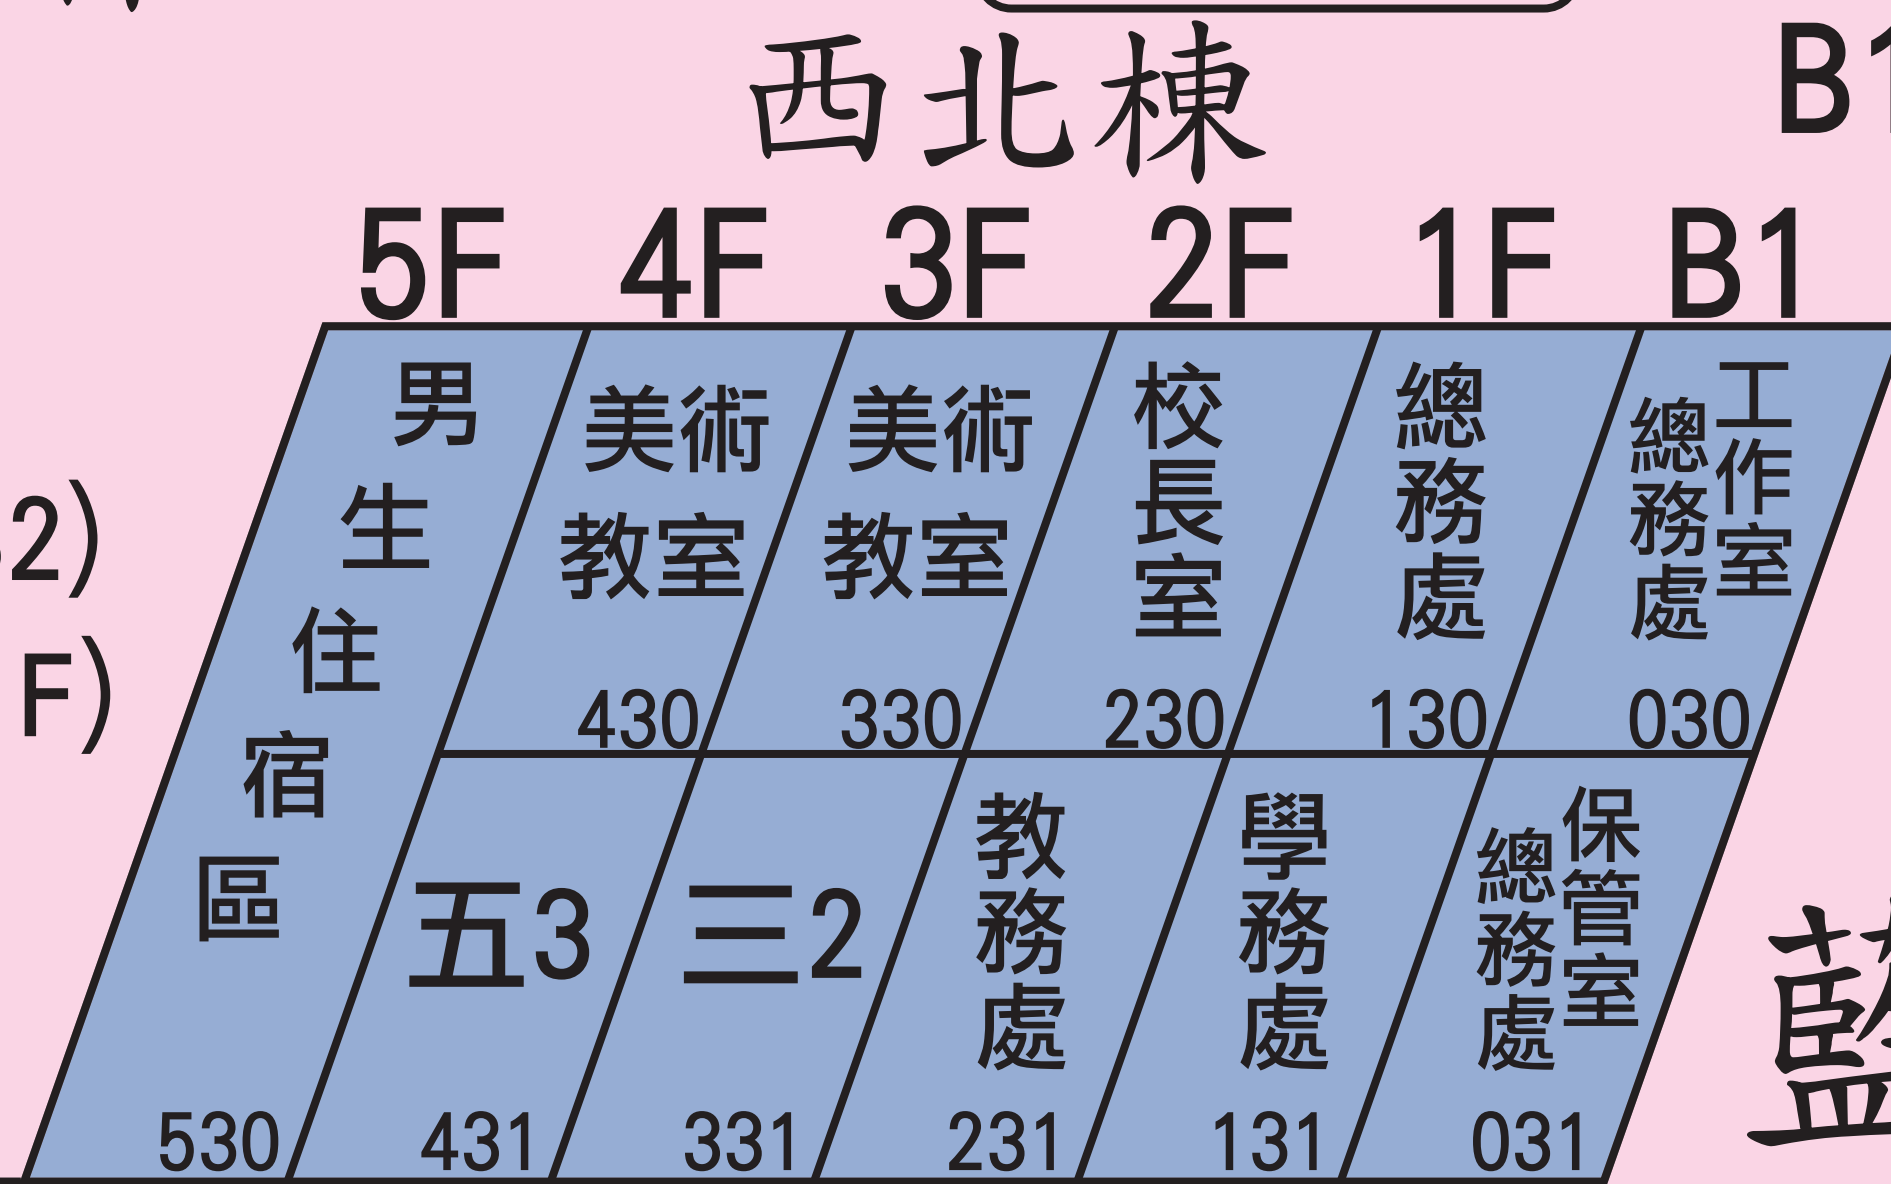 西北棟
B1
5F 4F 3F 2F 1F B1
男生住宿區
530
美術
教室
430
美術
教室
330
校長室
230
總務處
130
工作室
總務處
030
2)
F)
五3
431
三2
331
教務處
231
學務處
131
保管室
總務處
031
藍